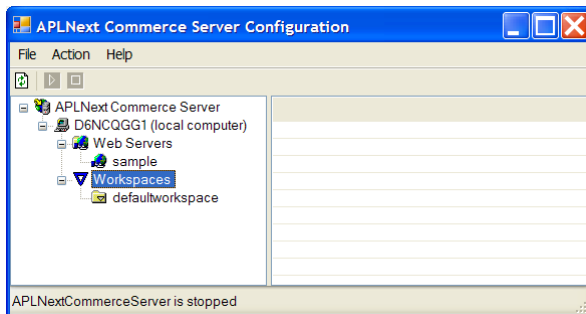 APLNext Commerce Server Configuration
File Action Help
APLNext Commerce Server
D6NCQGG1 (local computer)
Web Servers
sample
Workspaces
defaultworkspace
APLNextCommerceServer is stopped